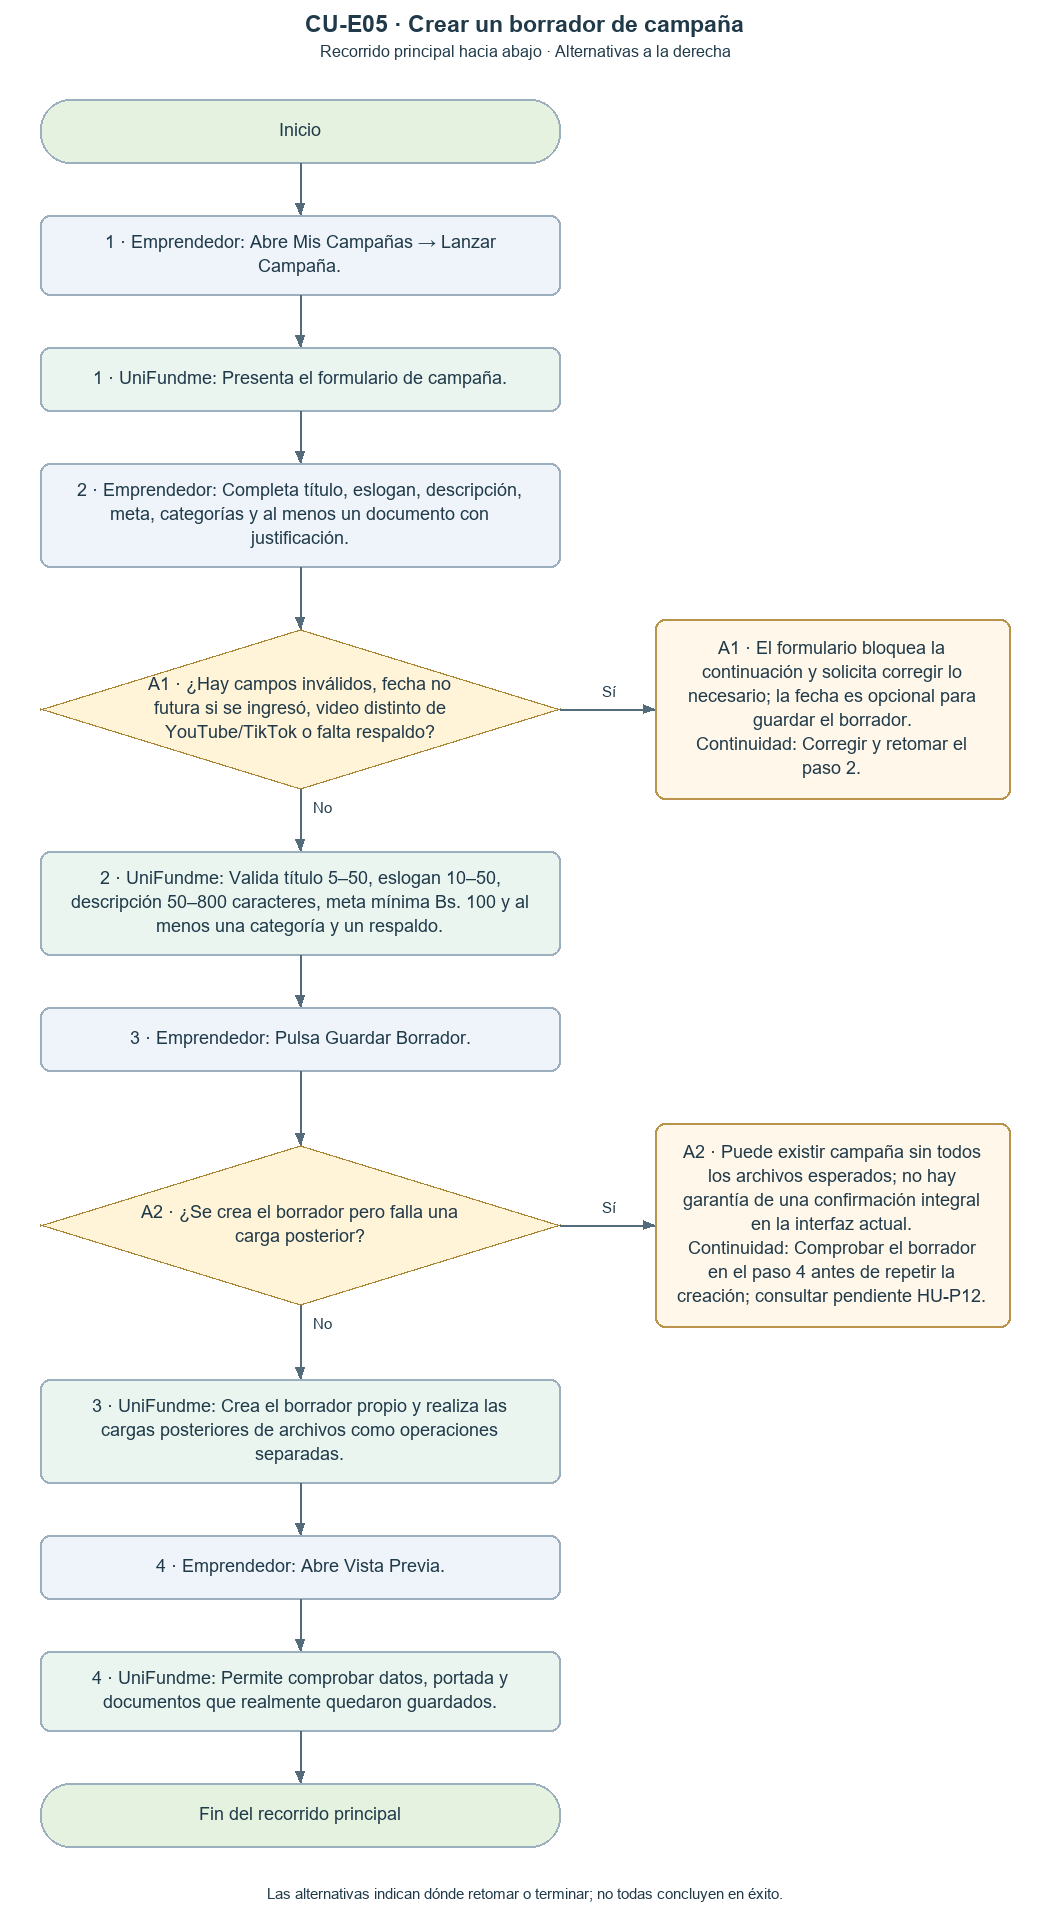 CU-E05 · Crear un borrador de campaña
Recorrido principal hacia abajo · Alternativas a la derecha
Inicio
1 · Emprendedor: Abre Mis Campañas → Lanzar
Campaña.
1 · UniFundme: Presenta el formulario de campaña.
2 · Emprendedor: Completa título, eslogan, descripción,
meta, categorías y al menos un documento con
justificación.
A1 · ¿Hay campos inválidos, fecha no
futura si se ingresó, video distinto de
YouTube/TikTok o falta respaldo?
Sí
A1 · El formulario bloquea la
continuación y solicita corregir lo
necesario; la fecha es opcional para
guardar el borrador.
Continuidad: Corregir y retomar el
paso 2.
No
2 · UniFundme: Valida título 5–50, eslogan 10–50,
descripción 50–800 caracteres, meta mínima Bs. 100 y al
menos una categoría y un respaldo.
3 · Emprendedor: Pulsa Guardar Borrador.
A2 · ¿Se crea el borrador pero falla una
carga posterior?
Sí
A2 · Puede existir campaña sin todos
los archivos esperados; no hay
garantía de una confirmación integral
en la interfaz actual.
Continuidad: Comprobar el borrador
en el paso 4 antes de repetir la
creación; consultar pendiente HU-P12.
No
3 · UniFundme: Crea el borrador propio y realiza las
cargas posteriores de archivos como operaciones
separadas.
4 · Emprendedor: Abre Vista Previa.
4 · UniFundme: Permite comprobar datos, portada y
documentos que realmente quedaron guardados.
Fin del recorrido principal
Las alternativas indican dónde retomar o terminar; no todas concluyen en éxito.